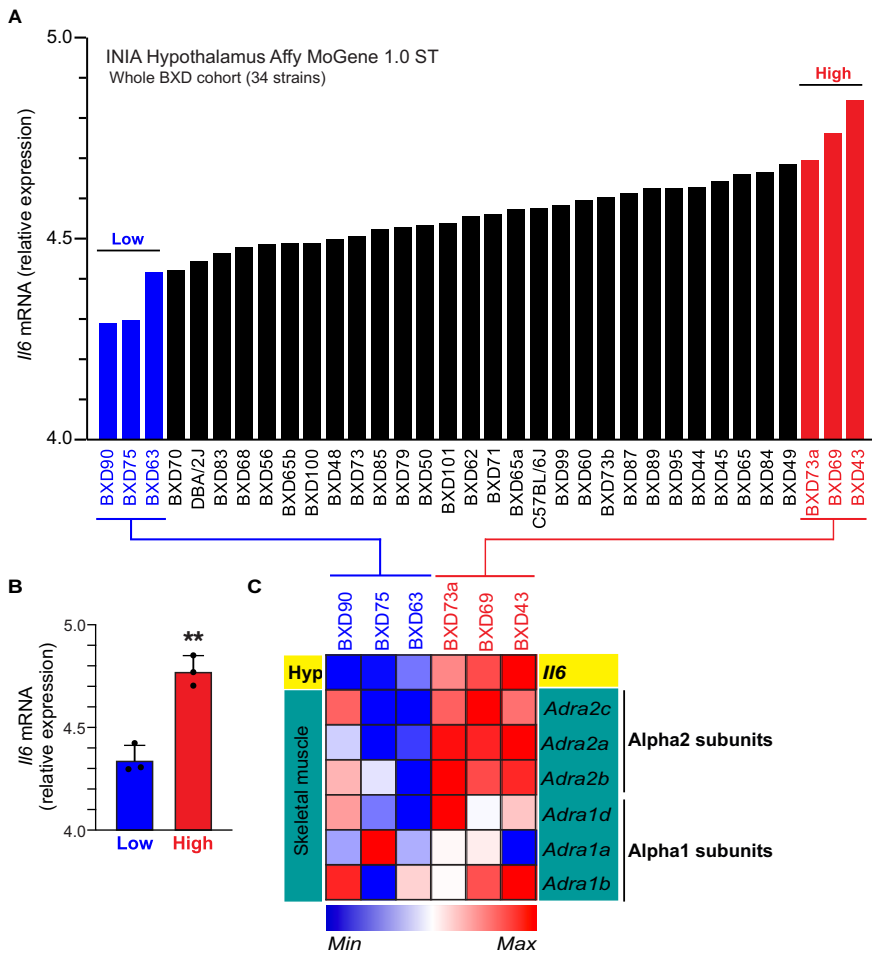 A
INIA Hypothalamus Affy MoGene 1.0 ST
Whole BXD cohort (34 strains)
Il6 mRNA (relative expression)
5.0
4.5
4.0
Low
High
BXD90
BXD75
BXD63
BXD70
DBA/2J
BXD83
BXD68
BXD56
BXD65b
BXD100
BXD48
BXD73
BXD85
BXD79
BXD50
BXD101
BXD62
BXD71
BXD65a
C57BL/6J
BXD99
BXD60
BXD73b
BXD87
BXD89
BXD95
BXD44
BXD45
BXD65
BXD84
BXD49
BXD73a
BXD69
BXD43
B
Il6 mRNA
(relative expression)
5.0
4.5
4.0
**
Low
High
C
BXD90
BXD75
BXD63
BXD73a
BXD69
BXD43
Hyp
Il6
Skeletal muscle
Adra2c
Adra2a
Adra2b
Adra1d
Adra1a
Adra1b
Alpha2 subunits
Alpha1 subunits
Min
Max